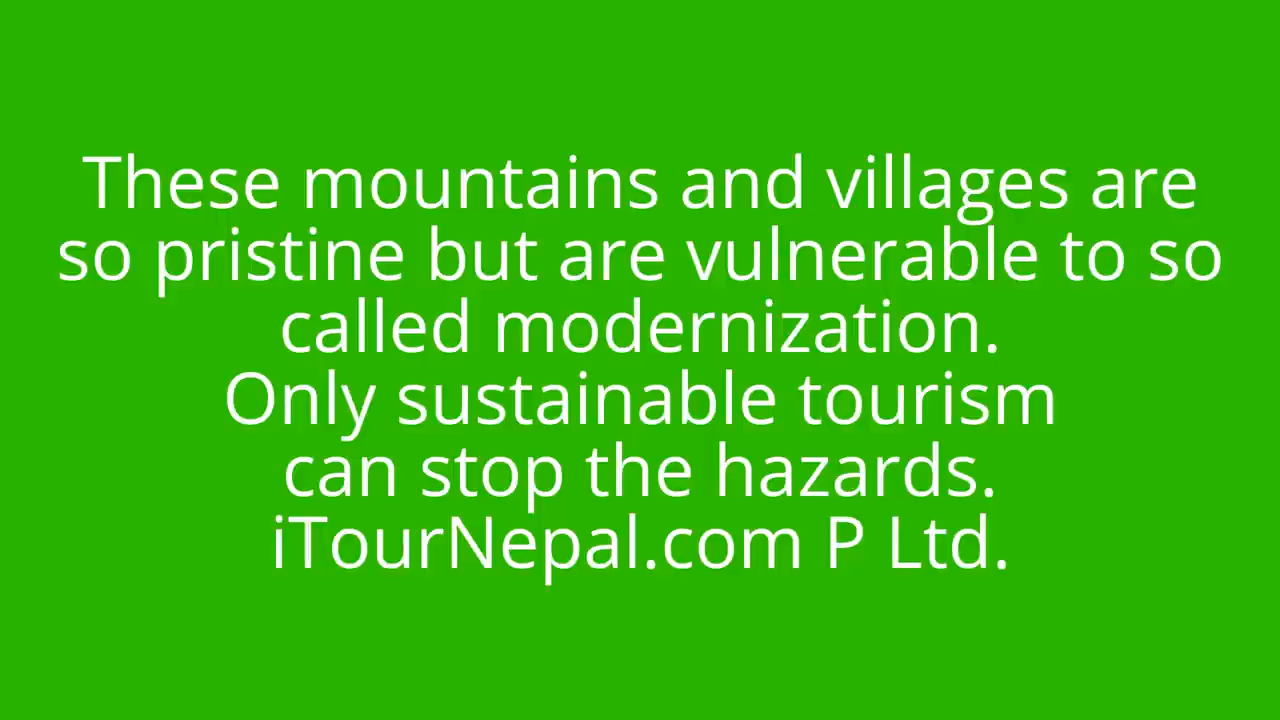 These mountains and villages are
so pristine but are vulnerable to so
called modernization.
Only sustainable tourism
can stop the hazards.
iTourNepal.com P Ltd.